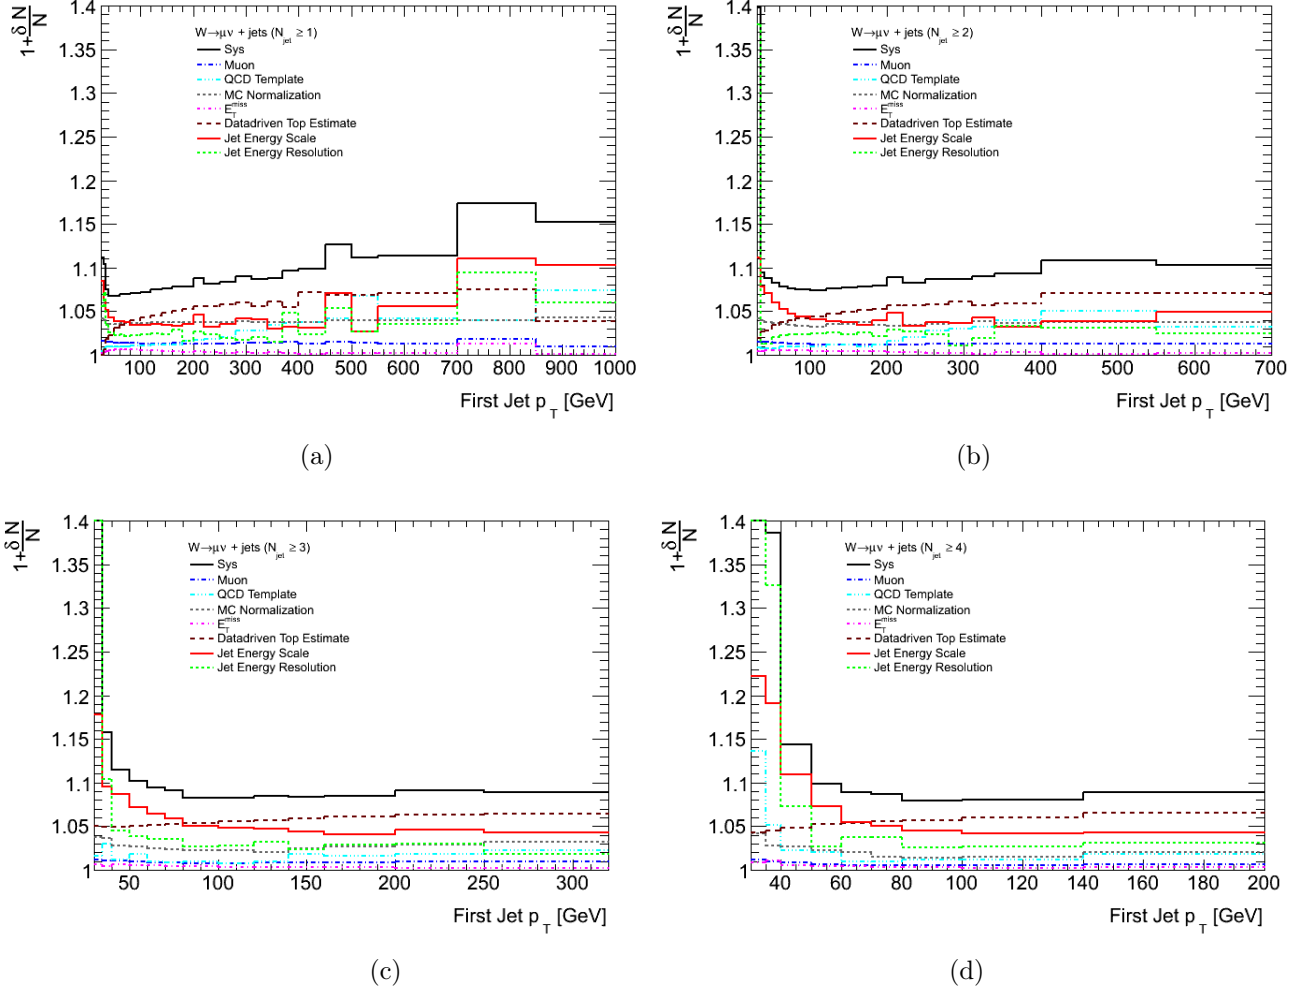 1+δN/N
1.4
1.35
1.3
1.25
1.2
1.15
1.1
1.05
1
W→μν + jets (N_jet ≥ 1)
Sys
Muon
QCD Template
MC Normalization
E_T^miss
Datadriven Top Estimate
Jet Energy Scale
Jet Energy Resolution
100 200 300 400 500 600 700 800 900 1000
First Jet p_T [GeV]
(a)
1+δN/N
1.4
1.35
1.3
1.25
1.2
1.15
1.1
1.05
1
W→μν + jets (N_jet ≥ 2)
Sys
Muon
QCD Template
MC Normalization
E_T^miss
Datadriven Top Estimate
Jet Energy Scale
Jet Energy Resolution
100 200 300 400 500 600 700
First Jet p_T [GeV]
(b)
1+δN/N
1.4
1.35
1.3
1.25
1.2
1.15
1.1
1.05
1
W→μν + jets (N_jet ≥ 3)
Sys
Muon
QCD Template
MC Normalization
E_T^miss
Datadriven Top Estimate
Jet Energy Scale
Jet Energy Resolution
50 100 150 200 250 300
First Jet p_T [GeV]
(c)
1+δN/N
1.4
1.35
1.3
1.25
1.2
1.15
1.1
1.05
1
W→μν + jets (N_jet ≥ 4)
Sys
Muon
QCD Template
MC Normalization
E_T^miss
Datadriven Top Estimate
Jet Energy Scale
Jet Energy Resolution
40 60 80 100 120 140 160 180 200
First Jet p_T [GeV]
(d)